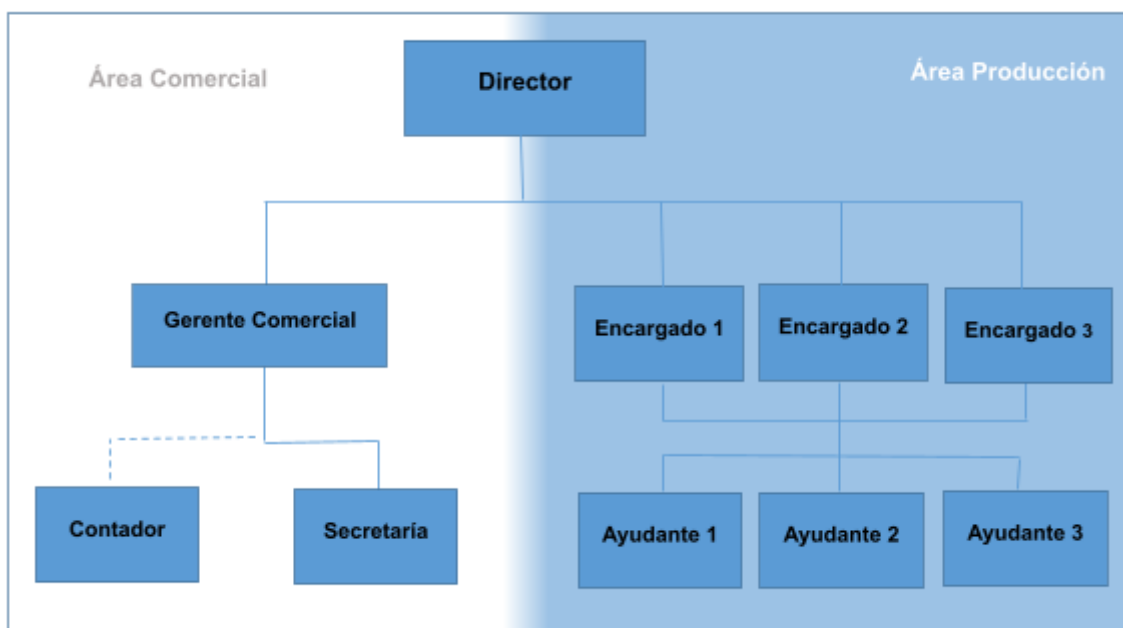 Área Comercial
Director
Área Producción
Gerente Comercial
Encargado 1
Encargado 2
Encargado 3
Contador
Secretaría
Ayudante 1
Ayudante 2
Ayudante 3